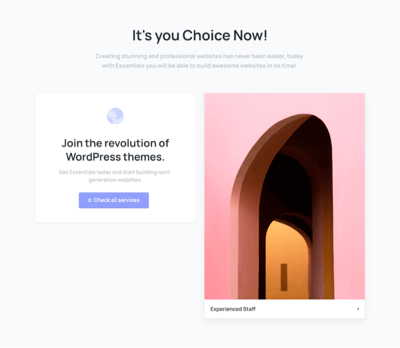 It's you Choice Now!
Creating stunning and professional websites has never been easier, today
with Essentials you will be able to build awesome websites in no time!
Join the revolution of
WordPress themes.
Get Essentials today and start building next-
generation websites.
Check all services
Experienced Staff